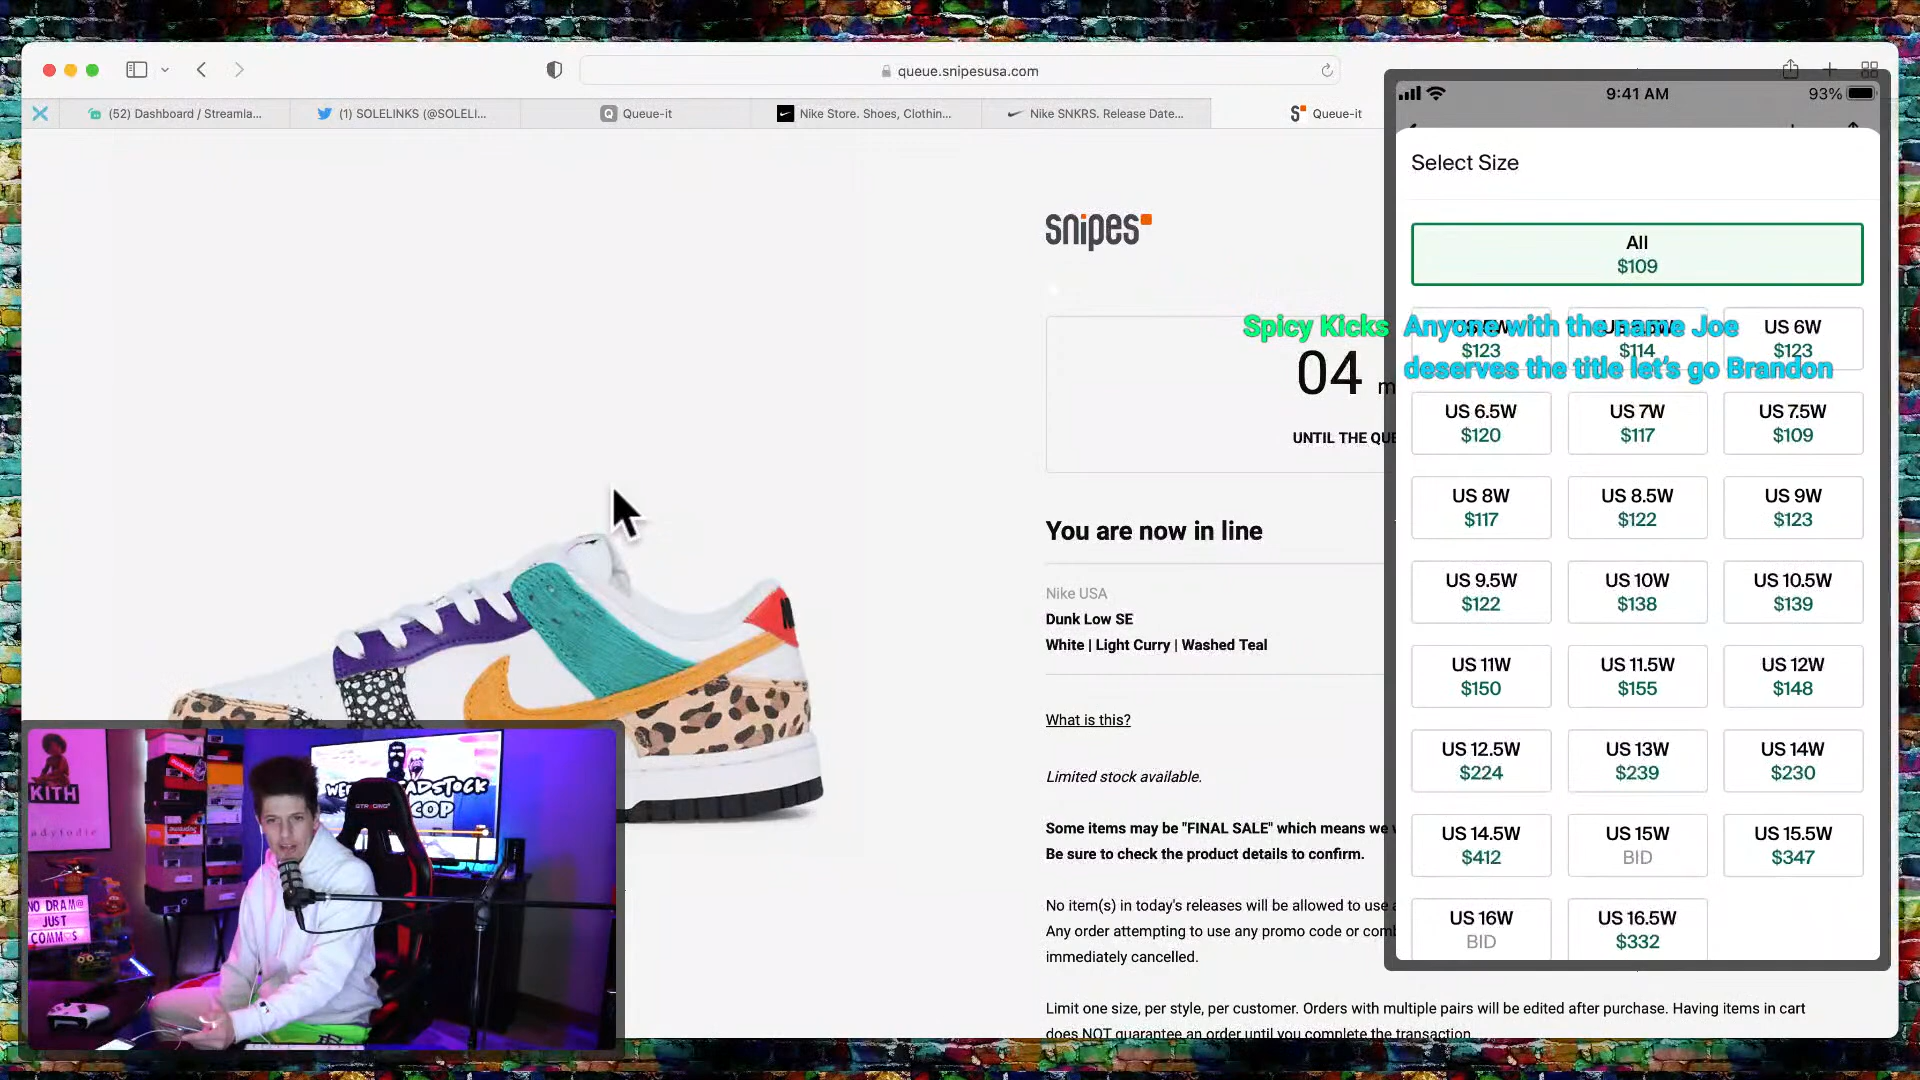 queue.snipesusa.com
(52) Dashboard / Streamla...
(1) SOLELINKS (@SOLELI...
Queue-it
Nike Store. Shoes, Clothin...
Nike SNKRS. Release Date...
Queue-it
snipes
04
UNTIL THE QUE
You are now in line
Nike USA
Dunk Low SE
White | Light Curry | Washed Teal
What is this?
Limited stock available.
Some items may be "FINAL SALE" which means we
Be sure to check the product details to confirm.
No item(s) in today's releases will be allowed to use
Any order attempting to use any promo code or
immediately cancelled.
Limit one size, per style, per customer. Orders with multiple pairs will be edited after purchase. Having items in cart
does NOT guarantee an order until you complete the transaction.
9:41 AM
93%
Select Size
All
$109
Spicy Kicks Anyone with the name Joe
deserves the title let's go Brandon
$123
$114
US 6W
$123
US 6.5W
$120
US 7W
$117
US 7.5W
$109
US 8W
$117
US 8.5W
$122
US 9W
$123
US 9.5W
$122
US 10W
$138
US 10.5W
$139
US 11W
$150
US 11.5W
$155
US 12W
$148
US 12.5W
$224
US 13W
$239
US 14W
$230
US 14.5W
$412
US 15W
BID
US 15.5W
$347
US 16W
BID
US 16.5W
$332
KITH
GTRACING
COP
NO DRAM@
JUST
COMM♥S